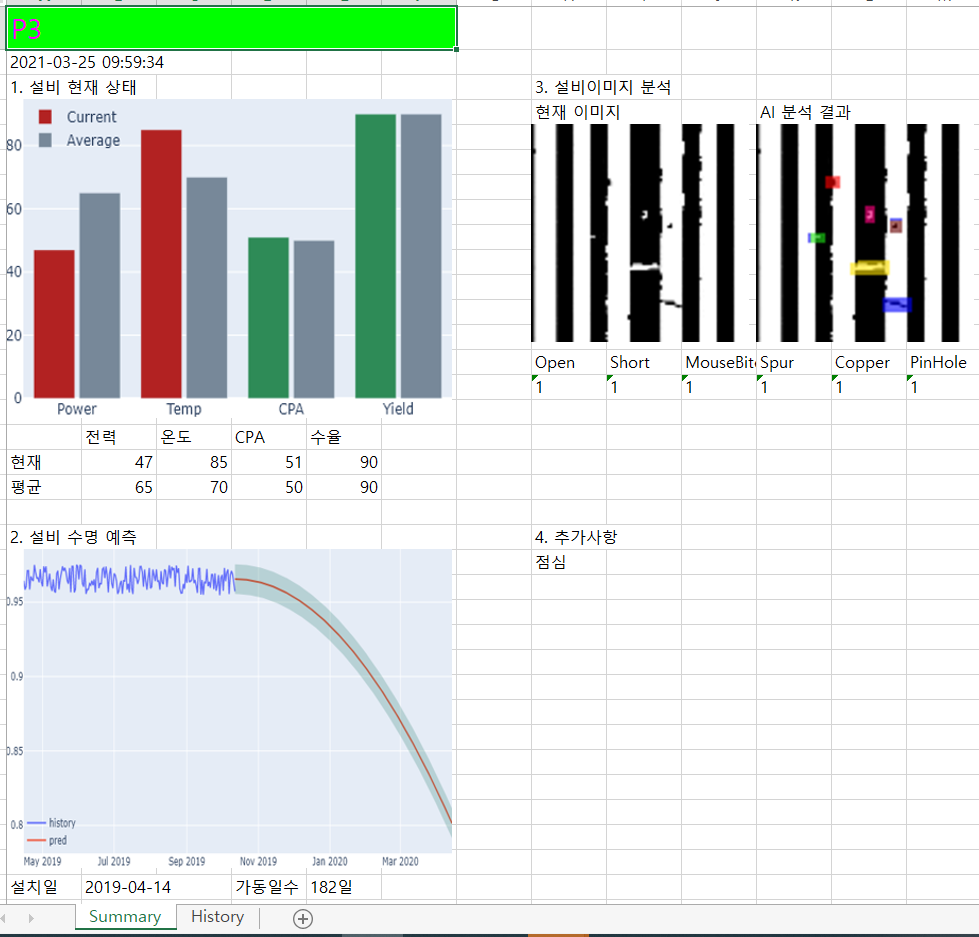 P3
2021-03-25 09:59:34
1. 설비 현재 상태
Current
Average
80
60
40
20
0
Power Temp CPA Yield
전력 온도 CPA 수율
현재 47 85 51 90
평균 65 70 50 90
2. 설비 수명 예측
0.95
0.9
0.85
0.8
history
pred
May 2019 Jul 2019 Sep 2019 Nov 2019 Jan 2020 Mar 2020
설치일 2019-04-14 가동일수 182일
3. 설비이미지 분석
현재 이미지 AI 분석 결과
Open Short MouseBite Spur Copper PinHole
1 1 1 1 1 1
4. 추가사항
점심
Summary History